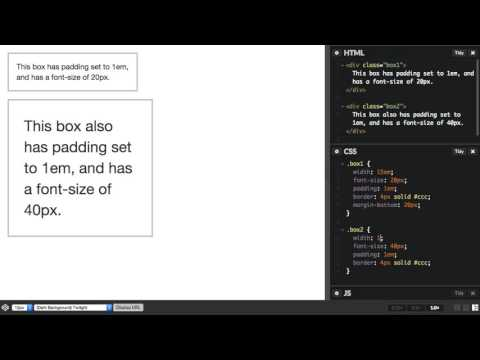 This box has padding set to 1em,
and has a font-size of 20px.
This box also
has padding set
to 1em, and has
a font-size of
40px.
HTML
Tidy
<div class="box1">
This box has padding set to 1em, and
has a font-size of 20px.
</div>
<div class="box2">
This box also has padding set to
1em, and has a font-size of 40px.
</div>
CSS
Tidy
.box1 {
width: 15em;
font-size: 20px;
padding: 1em;
border: 4px solid #ccc;
margin-bottom: 20px;
}
.box2 {
width: 1;
font-size: 40px;
padding: 1em;
border: 4px solid #ccc;
}
JS
Tidy
[Dark Background] Twilight
Display URL
1.0x